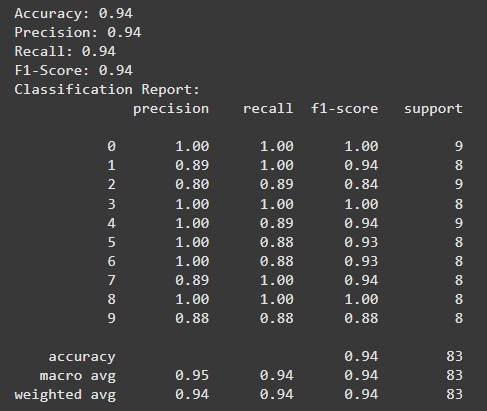 Accuracy: 0.94
Precision: 0.94
Recall: 0.94
F1-Score: 0.94
Classification Report:
precision recall f1-score support
0 1.00 1.00 1.00 9
1 0.89 1.00 0.94 8
2 0.80 0.89 0.84 9
3 1.00 1.00 1.00 8
4 1.00 0.89 0.94 9
5 1.00 0.88 0.93 8
6 1.00 0.88 0.93 8
7 0.89 1.00 0.94 8
8 1.00 1.00 1.00 8
9 0.88 0.88 0.88 8
accuracy 0.94 83
macro avg 0.95 0.94 0.94 83
weighted avg 0.94 0.94 0.94 83